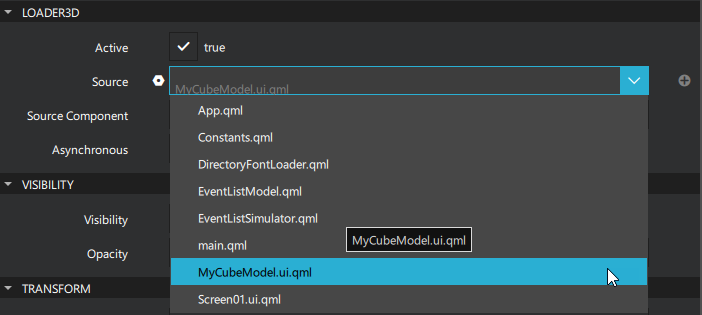 LOADER3D
Active true
Source MyCubeModel.ui.qml
Source Component App.qml
Constants.qml
Asynchronous DirectoryFontLoader.qml
VISIBILITY EventListModel.qml
Visibility EventListSimulator.qml
Opacity main.qml
MyCubeModel.ui.qml
MyCubeModel.ui.qml
TRANSFORM Screen01.ui.qml